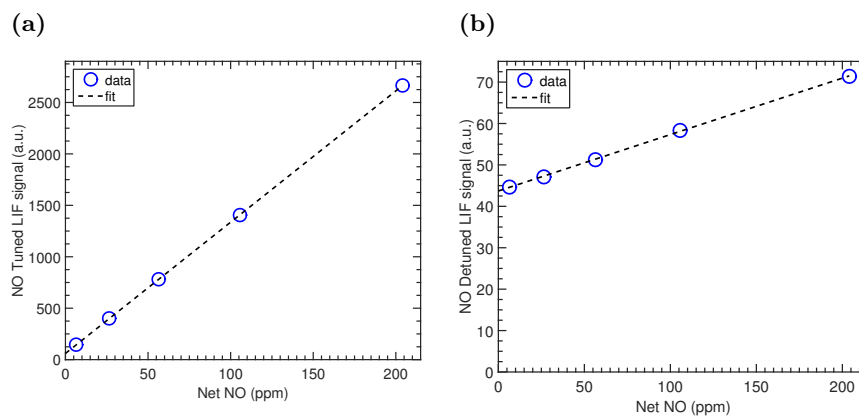 (a)
data
fit
2500
2000
1500
1000
500
0
NO Tuned LIF signal (a.u.)
0 50 100 150 200
Net NO (ppm)
(b)
data
fit
70
60
50
40
30
20
10
0
NO Detuned LIF signal (a.u.)
0 50 100 150 200
Net NO (ppm)